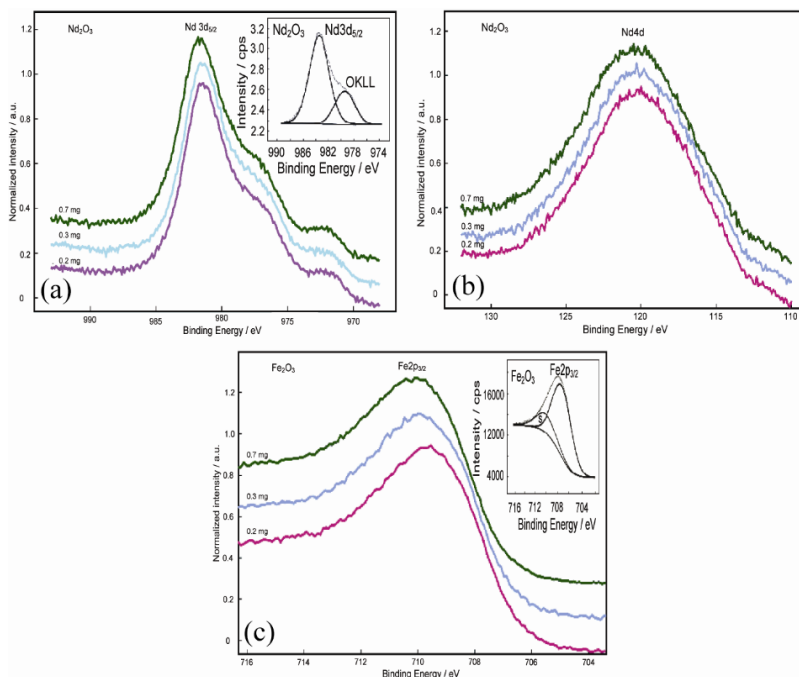 Nd₂O₃
Nd 3d₅/₂
Normalized intensity / a.u.
1.2
1.0
0.8
0.6
0.4
0.2
0
0.7 mg
0.3 mg
0.2 mg
990
985
980
975
970
Binding Energy / eV
(a)
Intensity / cps
3.2
3.0
2.8
2.6
2.4
2.2
Nd₂O₃
Nd3d₅/₂
OKLL
990 986 982 978 974
Binding Energy / eV
Nd₂O₃
Nd4d
Normalized intensity / a.u.
1.2
1.0
0.8
0.6
0.4
0.2
0
0.7 mg
0.3 mg
0.2 mg
130
125
120
115
110
Binding Energy / eV
(b)
Fe₂O₃
Fe2p₃/₂
Normalized intensity / a.u.
1.2
1.0
0.8
0.6
0.4
0.2
0
0.7 mg
0.3 mg
0.2 mg
716
714
712
710
708
706
704
Binding Energy / eV
(c)
Intensity / cps
16000
12000
4000
Fe₂O₃
Fe2p₃/₂
S
716 712 708 704
Binding Energy / eV